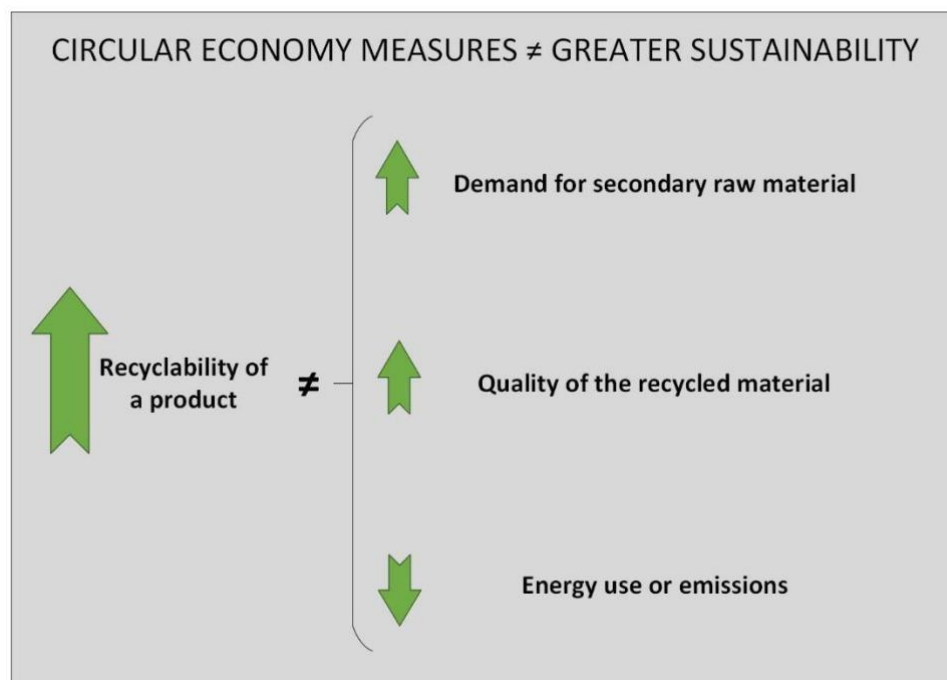 CIRCULAR ECONOMY MEASURES ≠ GREATER SUSTAINABILITY
Demand for secondary raw material
Recyclability of
a product
≠
Quality of the recycled material
Energy use or emissions